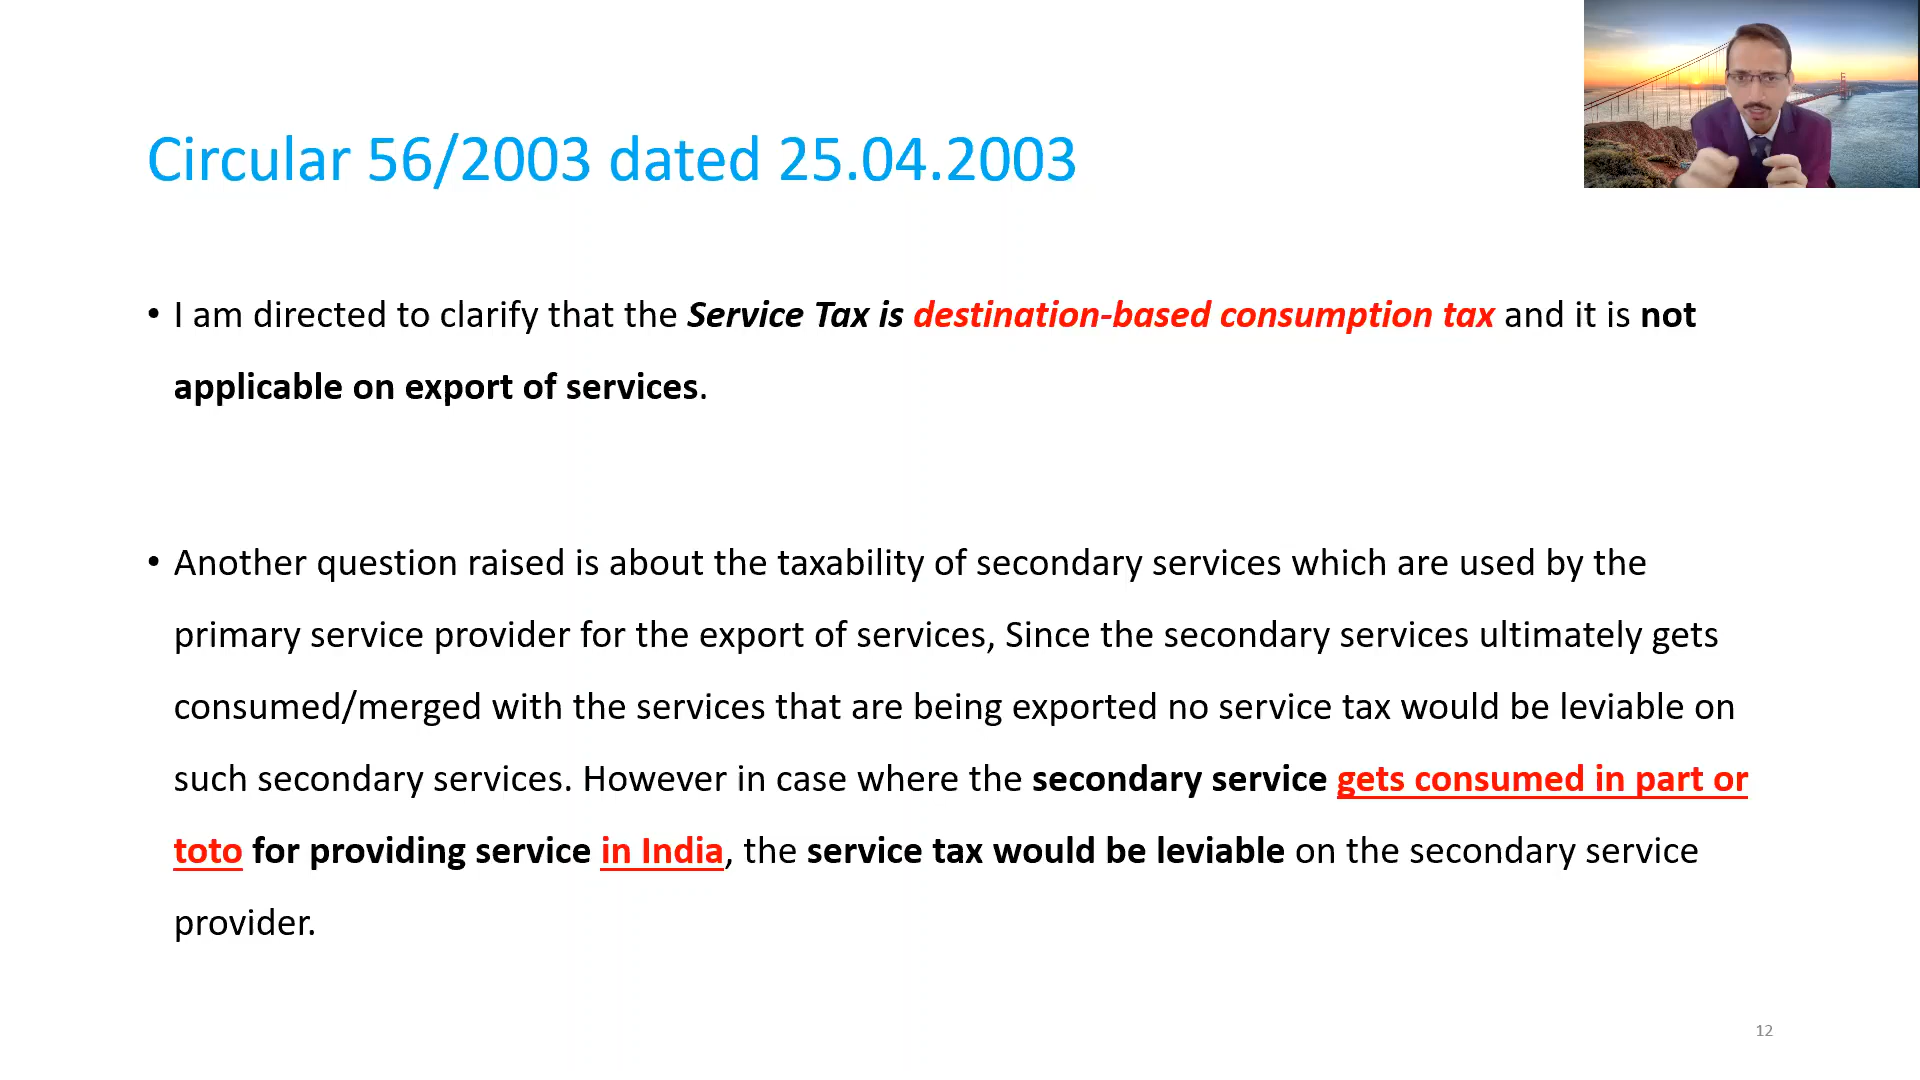 Circular 56/2003 dated 25.04.2003
• I am directed to clarify that the Service Tax is destination-based consumption tax and it is not
applicable on export of services.
• Another question raised is about the taxability of secondary services which are used by the
primary service provider for the export of services, Since the secondary services ultimately gets
consumed/merged with the services that are being exported no service tax would be leviable on
such secondary services. However in case where the secondary service gets consumed in part or
toto for providing service in India, the service tax would be leviable on the secondary service
provider.
12